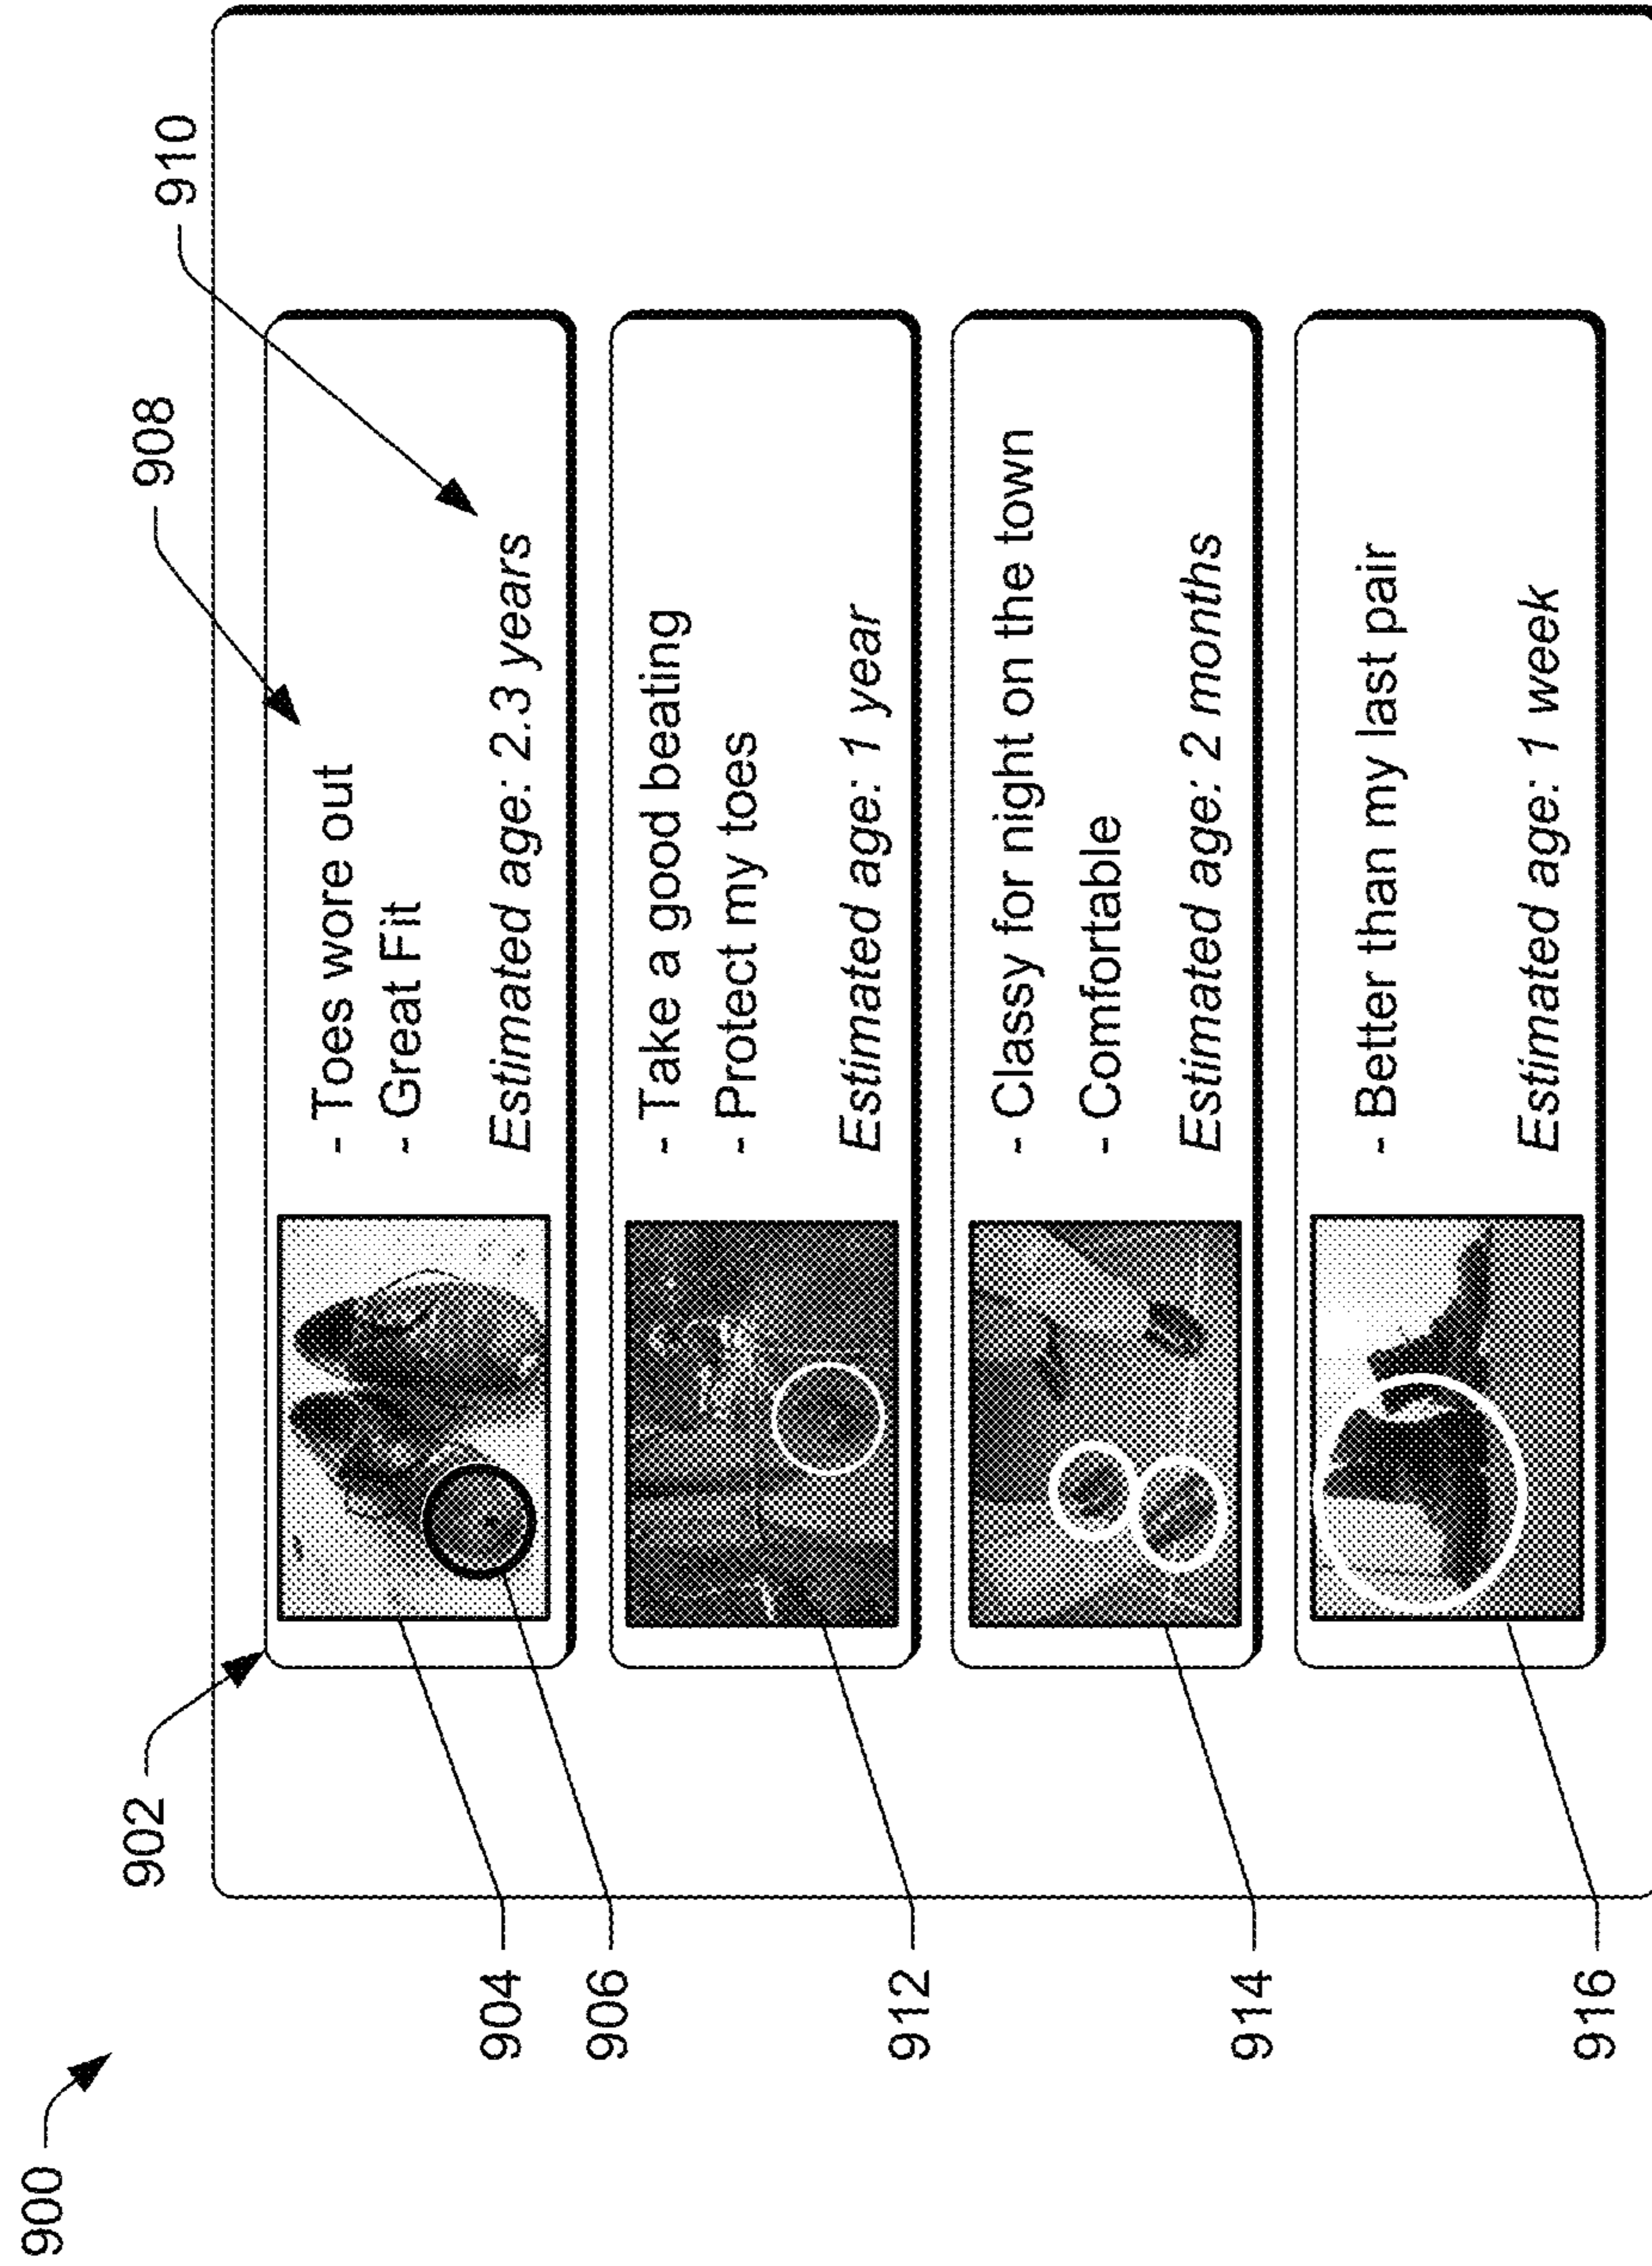 900
902
908
910
904
906
- Toes wore out
- Great Fit
Estimated age: 2.3 years
912
- Take a good beating
- Protect my toes
Estimated age: 1 year
914
- Classy for night on the town
- Comfortable
Estimated age: 2 months
916
- Better than my last pair
Estimated age: 1 week